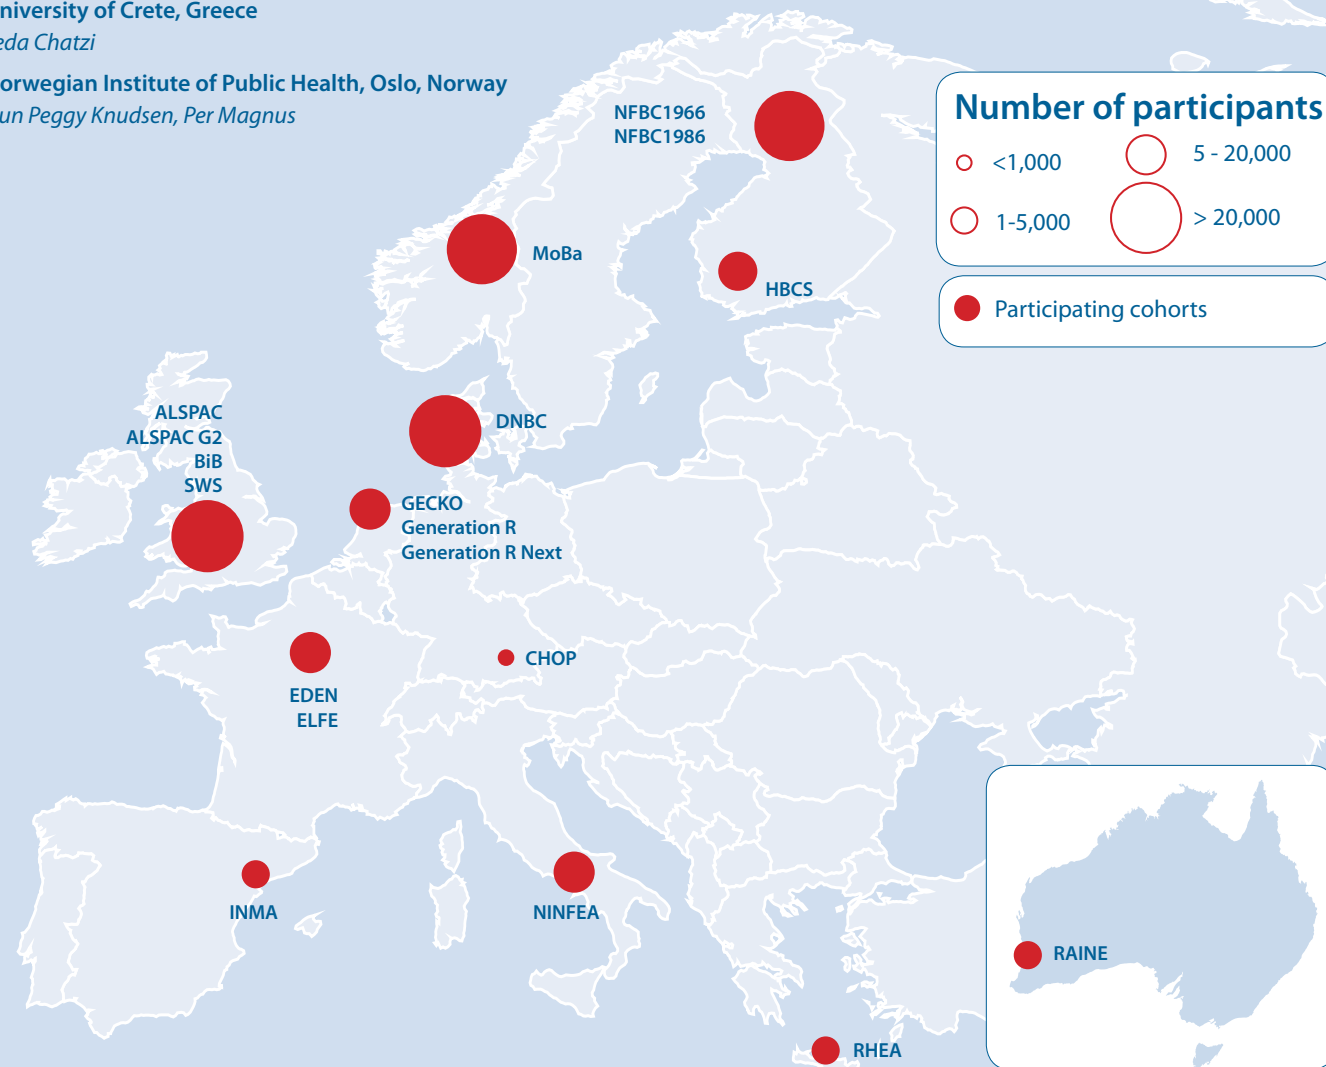 niversity of Crete, Greece
eda Chatzi
orwegian Institute of Public Health, Oslo, Norway
un Peggy Knudsen, Per Magnus
Number of participants
<1,000
5 - 20,000
1-5,000
> 20,000
Participating cohorts
NFBC1966
NFBC1986
MoBa
HBCS
DNBC
ALSPAC
ALSPAC G2
BiB
SWS
GECKO
Generation R
Generation R Next
EDEN
ELFE
CHOP
INMA
NINFEA
RAINE
RHEA